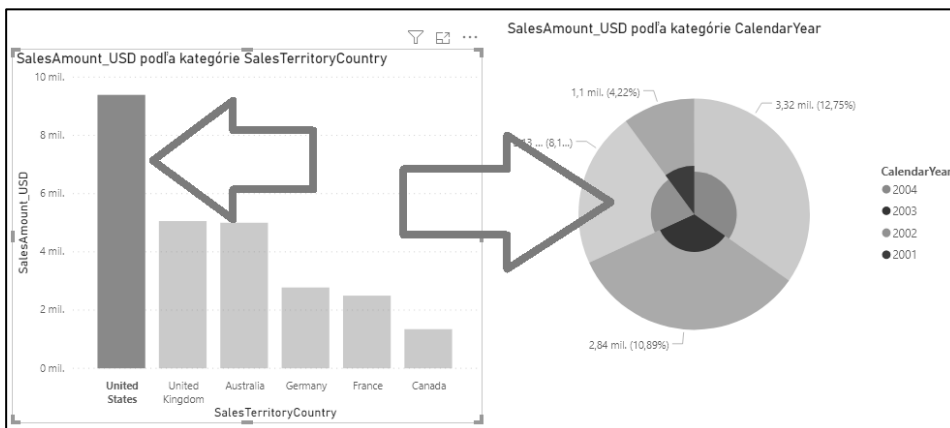 SalesAmount_USD podľa kategórie SalesTerritoryCountry
10 mil.
8 mil.
6 mil.
4 mil.
2 mil.
0 mil.
SalesAmount_USD
United
States
United
Kingdom
Australia
Germany
France
Canada
SalesTerritoryCountry
SalesAmount_USD podľa kategórie CalendarYear
1,1 mil. (4,22%)
3,32 mil. (12,75%)
... (8,1...)
2,84 mil. (10,89%)
CalendarYear
2004
2003
2002
2001